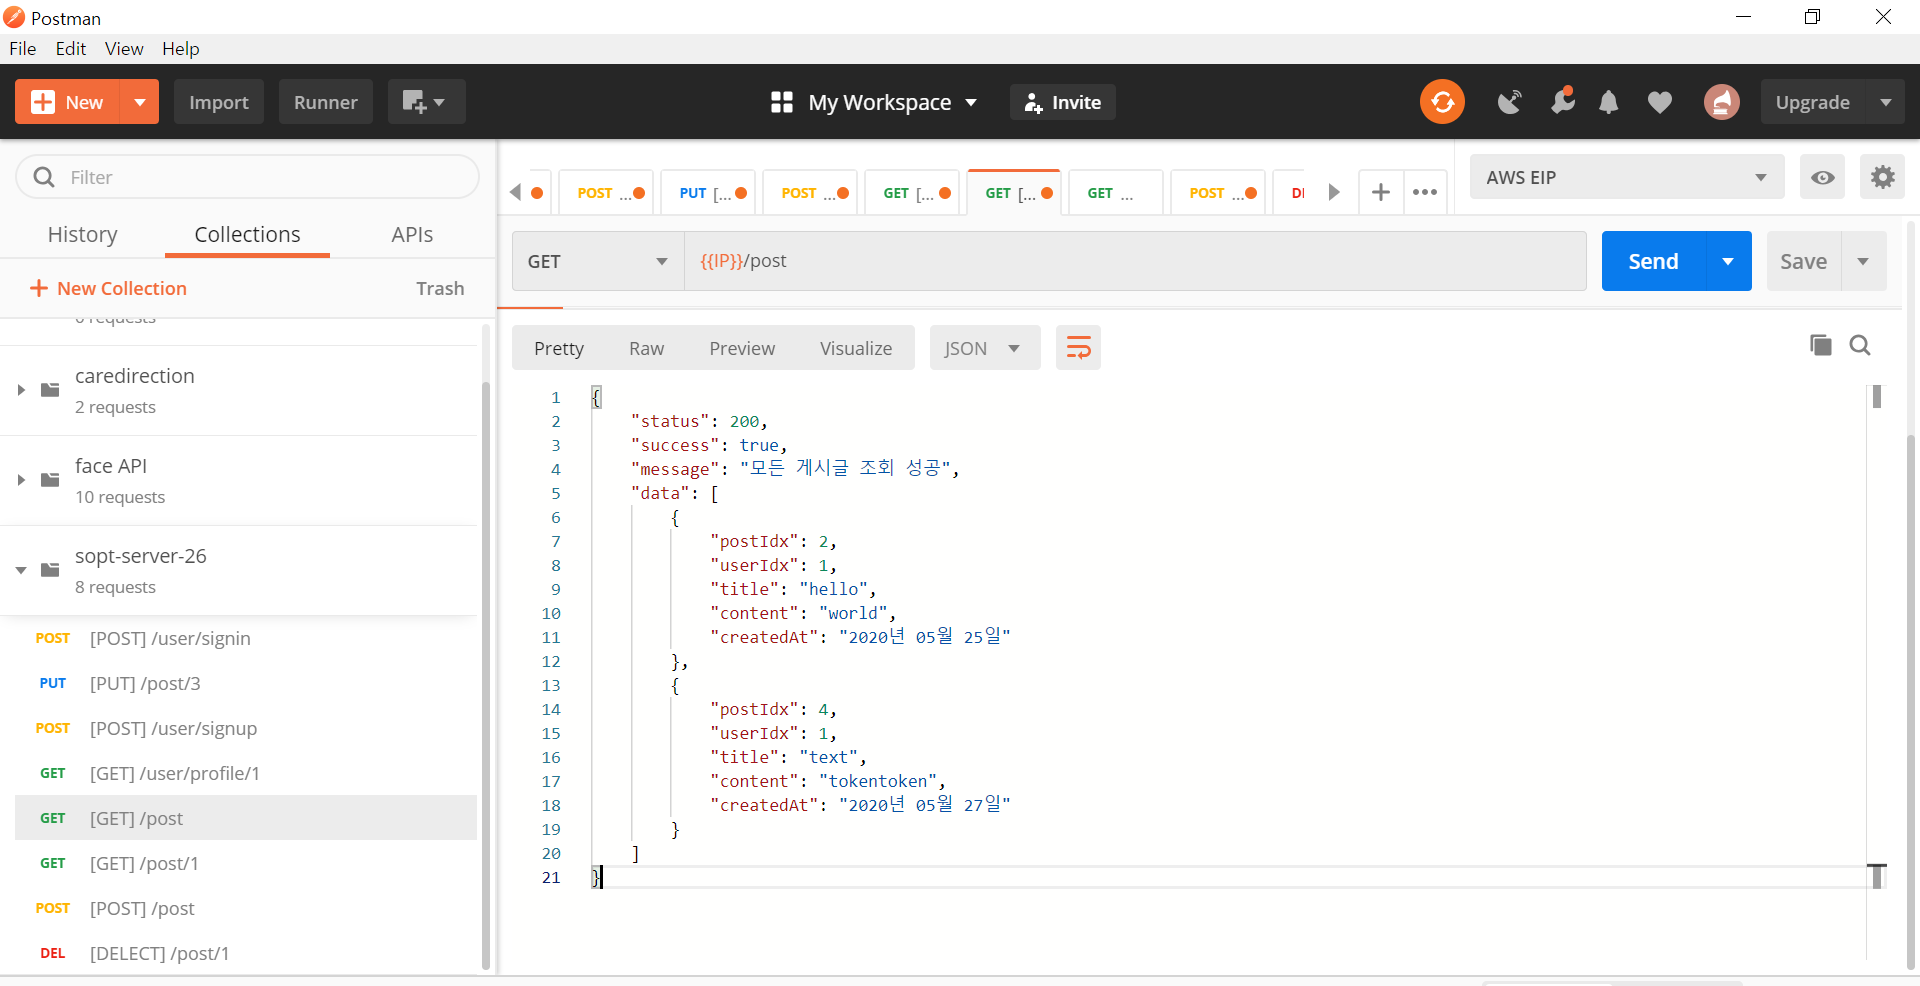 Postman
File Edit View Help
New Import Runner My Workspace Invite Upgrade
Filter
History Collections APIs
+ New Collection Trash
caredirection
2 requests
face API
10 requests
sopt-server-26
8 requests
POST [POST] /user/signin
PUT [PUT] /post/3
POST [POST] /user/signup
GET [GET] /user/profile/1
GET [GET] /post
GET [GET] /post/1
POST [POST] /post
DEL [DELECT] /post/1
POST ... PUT [... POST ... GET [... GET [... GET ... POST ... + •••
AWS EIP
GET {{IP}}/post Send Save
Pretty Raw Preview Visualize JSON
1 {
2 "status": 200,
3 "success": true,
4 "message": "모든 게시글 조회 성공",
5 "data": [
6 {
7 "postIdx": 2,
8 "userIdx": 1,
9 "title": "hello",
10 "content": "world",
11 "createdAt": "2020년 05월 25일"
12 },
13 {
14 "postIdx": 4,
15 "userIdx": 1,
16 "title": "text",
17 "content": "tokentoken",
18 "createdAt": "2020년 05월 27일"
19 }
20 ]
21 }